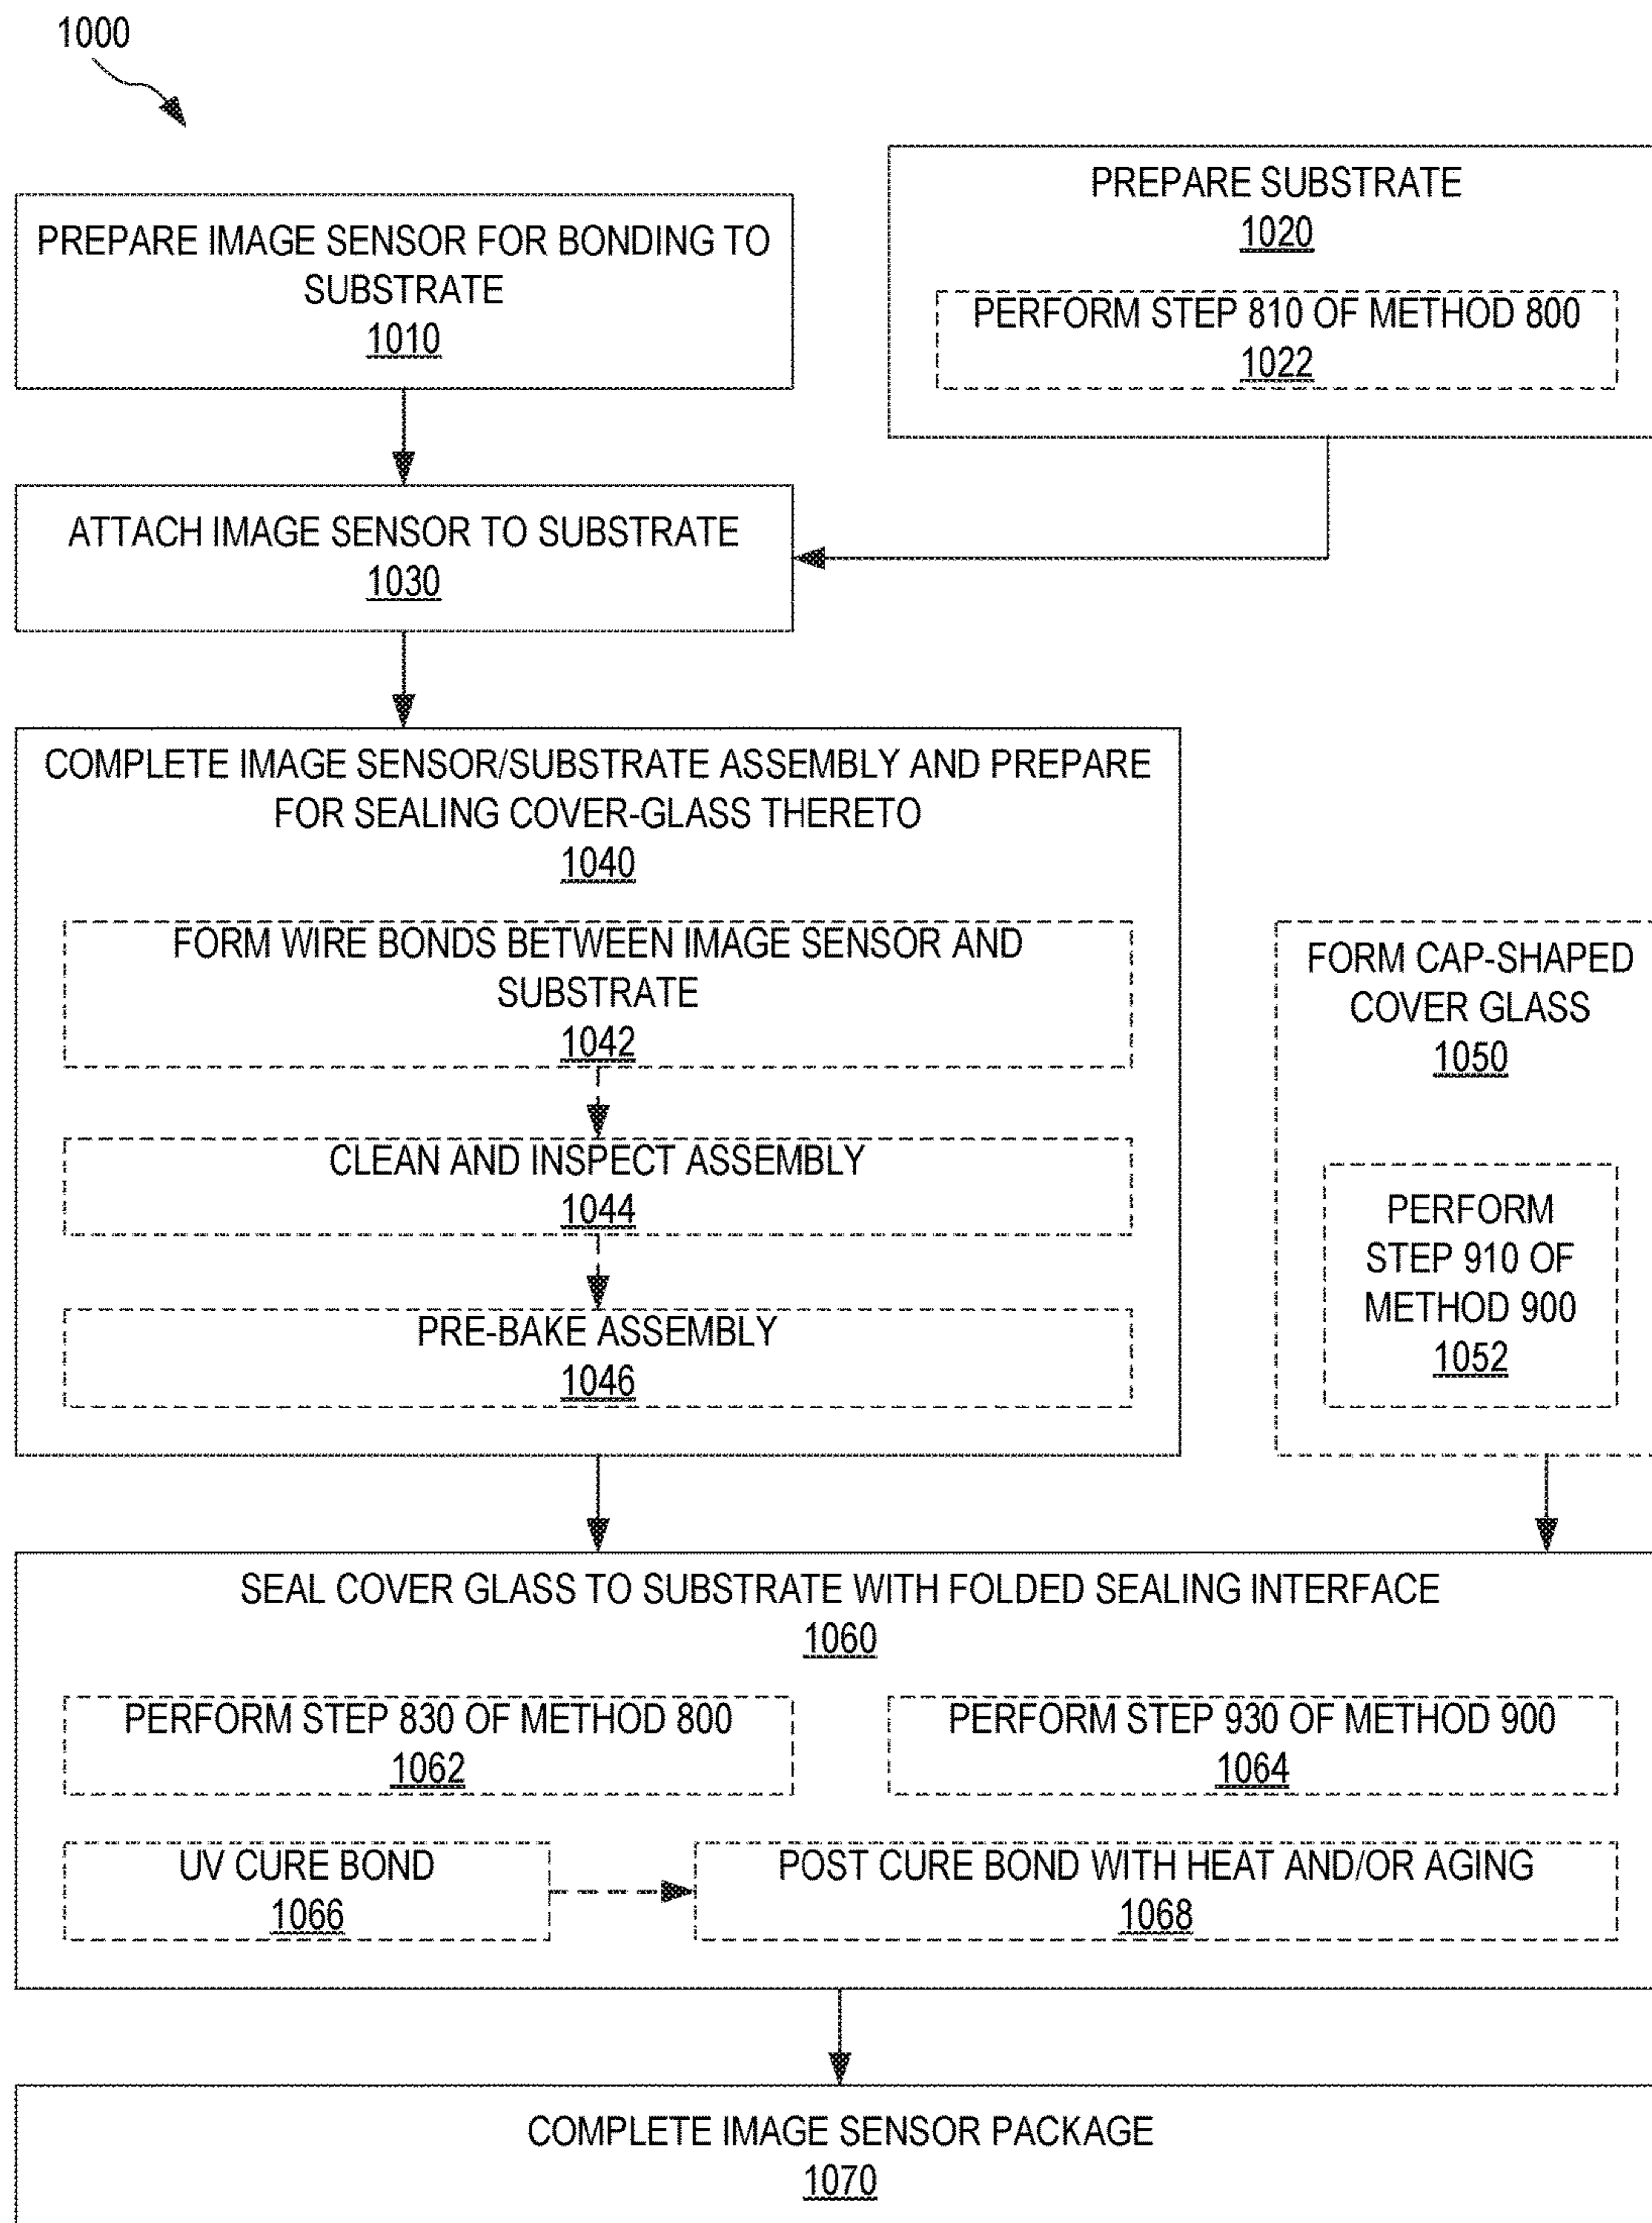 1000
PREPARE IMAGE SENSOR FOR BONDING TO
SUBSTRATE
1010
PREPARE SUBSTRATE
1020
PERFORM STEP 810 OF METHOD 800
1022
ATTACH IMAGE SENSOR TO SUBSTRATE
1030
COMPLETE IMAGE SENSOR/SUBSTRATE ASSEMBLY AND PREPARE
FOR SEALING COVER-GLASS THERETO
1040
FORM WIRE BONDS BETWEEN IMAGE SENSOR AND
SUBSTRATE
1042
CLEAN AND INSPECT ASSEMBLY
1044
PRE-BAKE ASSEMBLY
1046
FORM CAP-SHAPED
COVER GLASS
1050
PERFORM
STEP 910 OF
METHOD 900
1052
SEAL COVER GLASS TO SUBSTRATE WITH FOLDED SEALING INTERFACE
1060
PERFORM STEP 830 OF METHOD 800
1062
PERFORM STEP 930 OF METHOD 900
1064
UV CURE BOND
1066
POST CURE BOND WITH HEAT AND/OR AGING
1068
COMPLETE IMAGE SENSOR PACKAGE
1070